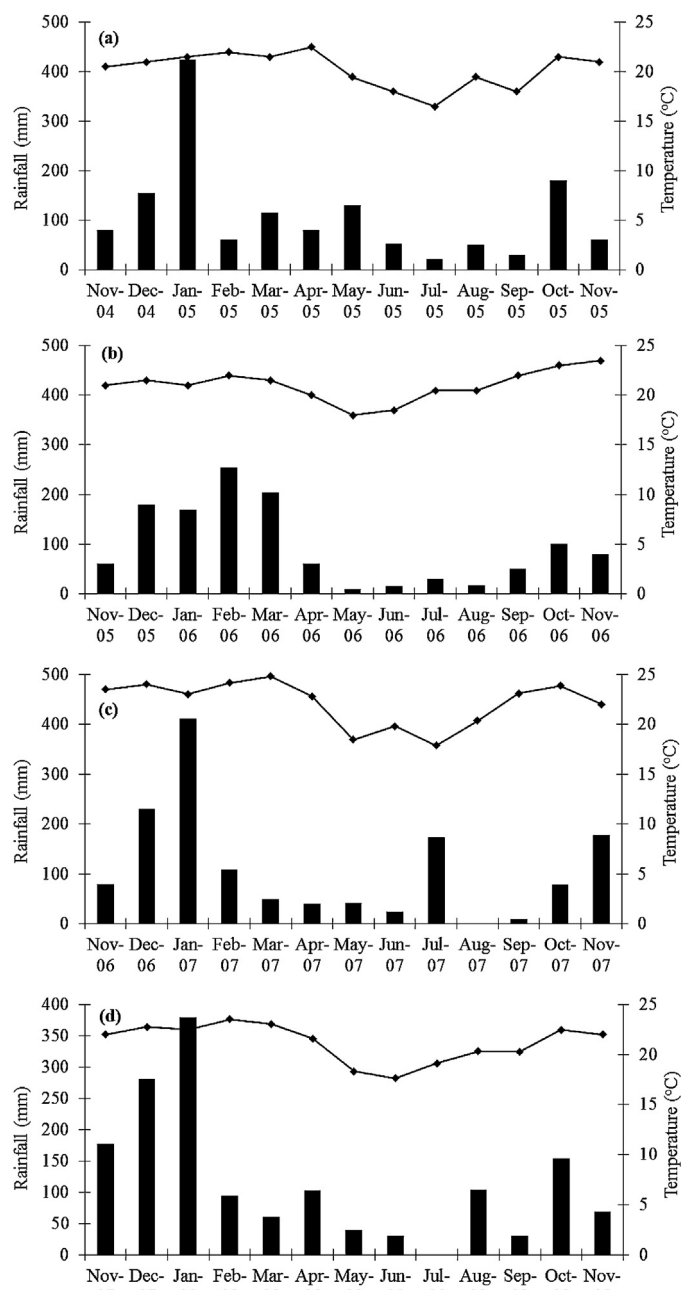 (a)
Rainfall (mm)
Temperature (°C)
500
400
300
200
100
0
25
20
15
10
5
0
Nov- Dec- Jan- Feb- Mar- Apr- May- Jun- Jul- Aug- Sep- Oct- Nov-
04 04 05 05 05 05 05 05 05 05 05 05 05
(b)
Rainfall (mm)
Temperature (°C)
500
400
300
200
100
0
25
20
15
10
5
0
Nov- Dec- Jan- Feb- Mar- Apr- May- Jun- Jul- Aug- Sep- Oct- Nov-
05 05 06 06 06 06 06 06 06 06 06 06 06
(c)
Rainfall (mm)
Temperature (°C)
500
400
300
200
100
0
25
20
15
10
5
0
Nov- Dec- Jan- Feb- Mar- Apr- May- Jun- Jul- Aug- Sep- Oct- Nov-
06 06 07 07 07 07 07 07 07 07 07 07 07
(d)
Rainfall (mm)
Temperature (°C)
400
350
300
250
200
150
100
50
0
25
20
15
10
5
0
Nov- Dec- Jan- Feb- Mar- Apr- May- Jun- Jul- Aug- Sep- Oct- Nov-